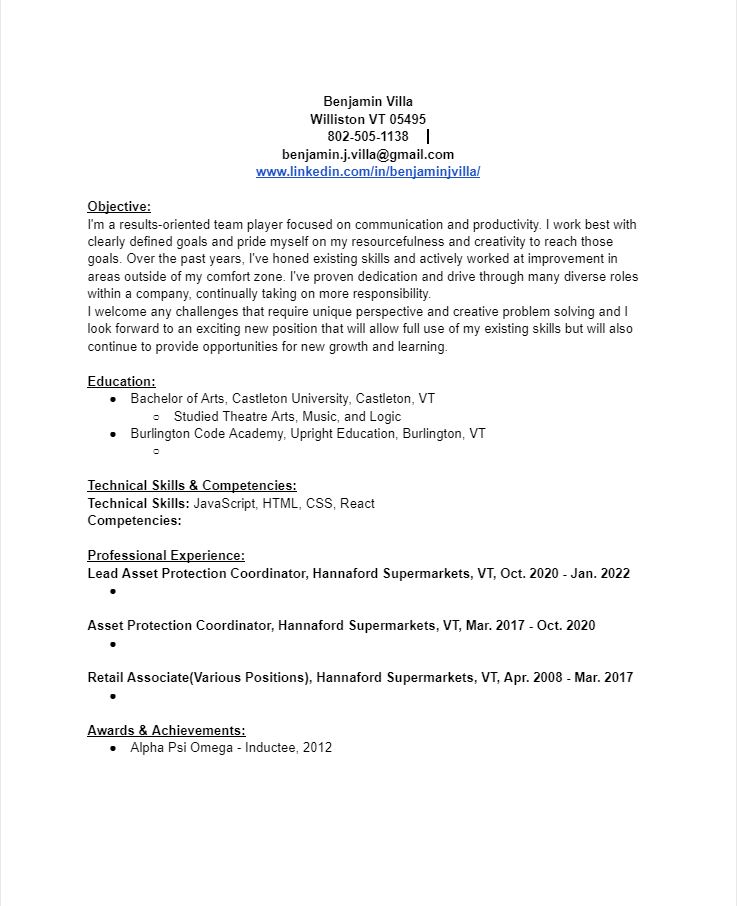 Benjamin Villa
Williston VT 05495
802-505-1138
benjamin.j.villa@gmail.com
www.linkedin.com/in/benjaminjvilla/
Objective:
I'm a results-oriented team player focused on communication and productivity. I work best with
clearly defined goals and pride myself on my resourcefulness and creativity to reach those
goals. Over the past years, I've honed existing skills and actively worked at improvement in
areas outside of my comfort zone. I've proven dedication and drive through many diverse roles
within a company, continually taking on more responsibility.
I welcome any challenges that require unique perspective and creative problem solving and I
look forward to an exciting new position that will allow full use of my existing skills but will also
continue to provide opportunities for new growth and learning.
Education:
● Bachelor of Arts, Castleton University, Castleton, VT
○ Studied Theatre Arts, Music, and Logic
● Burlington Code Academy, Upright Education, Burlington, VT
○
Technical Skills & Competencies:
Technical Skills: JavaScript, HTML, CSS, React
Competencies:
Professional Experience:
Lead Asset Protection Coordinator, Hannaford Supermarkets, VT, Oct. 2020 - Jan. 2022
●
Asset Protection Coordinator, Hannaford Supermarkets, VT, Mar. 2017 - Oct. 2020
●
Retail Associate(Various Positions), Hannaford Supermarkets, VT, Apr. 2008 - Mar. 2017
●
Awards & Achievements:
● Alpha Psi Omega - Inductee, 2012